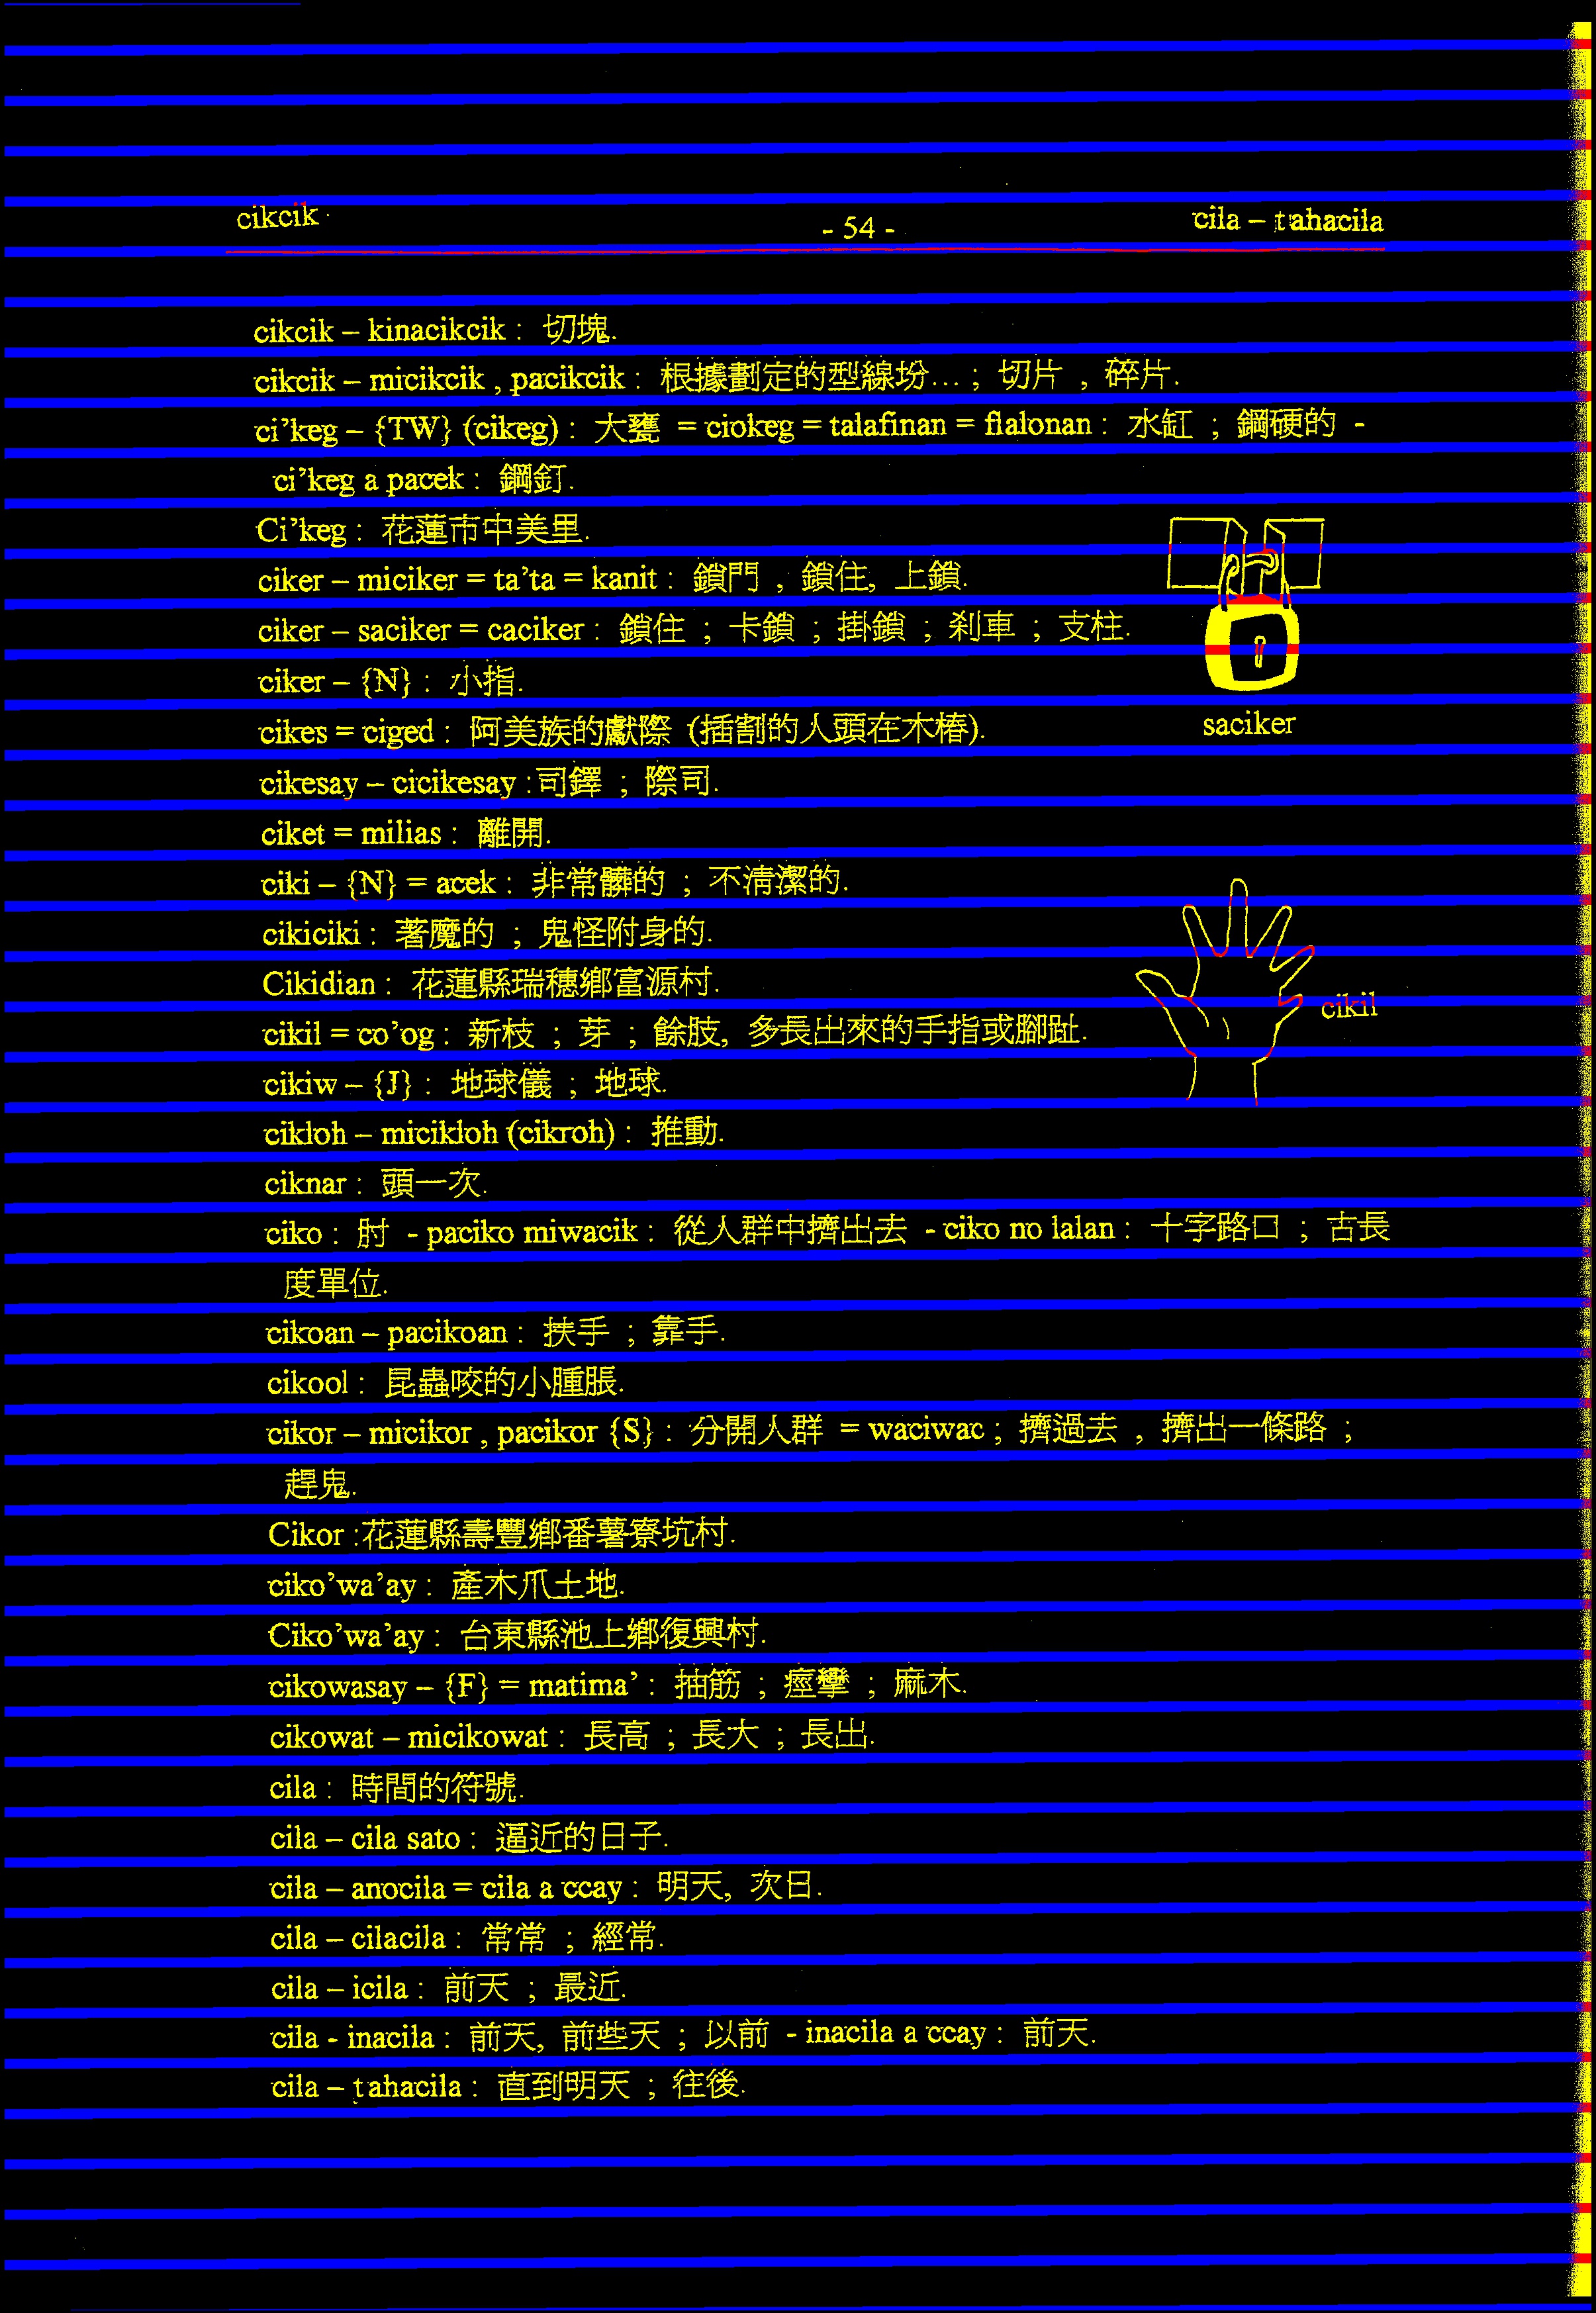 cikcik
- 54 -
cila – tahacila
cikcik – kinacikcik : 切塊.
cikcik – micikcik , pacikcik : 根據劃定的型線坋... ; 切片 , 碎片.
ci’keg – {TW} (cikeg) : 大甕 = ciokeg = talafinan = flalonan : 水缸 ; 鋼硬的 -
ci’keg a pacek : 鋼釘.
Ci’keg : 花蓮市中美里.
ciker – miciker = ta’ta = kanit : 鎖門 , 鎖住, 上鎖.
ciker – saciker = caciker : 鎖住 ; 卡鎖 ; 掛鎖 ; 剎車 ; 支柱.
ciker – {N} : 小指.
cikes = ciged : 阿美族的獻際 (插割的人頭在木樁).
saciker
cikesay – cicikesay :司鐸 ; 際司.
ciket = milias : 離開.
ciki – {N} = acek : 非常髒的 ; 不清潔的.
cikiciki : 著魔的 ; 鬼怪附身的.
Cikidian : 花蓮縣瑞穗鄉富源村.
cikil
cikil = co’og : 新枝 ; 芽 ; 餘肢, 多長出來的手指或腳趾.
cikiw – {J} : 地球儀 ; 地球.
cikloh – micikloh (cikroh) : 推動.
ciknar : 頭一次.
ciko : 肘 - paciko miwacik : 從人群中擠出去 - ciko no lalan : 十字路口 ; 古長
度單位.
cikoan – pacikoan : 扶手 ; 靠手.
cikool : 昆蟲咬的小腫脹.
cikor – micikor , pacikor {S} : 分開人群 = waciwac ; 擠過去 , 擠出一條路 ;
趕鬼.
Cikor :花蓮縣壽豐鄉番薯寮坑村.
ciko’wa’ay : 產木爪土地.
Ciko’wa’ay : 台東縣池上鄉復興村.
cikowasay – {F} = matima’ : 抽筋 ; 痙攣 ; 麻木.
cikowat – micikowat : 長高 ; 長大 ; 長出.
cila : 時間的符號.
cila – cila sato : 逼近的日子.
cila – anocila = cila a ccay : 明天, 次日.
cila – cilacila : 常常 ; 經常.
cila – icila : 前天 ; 最近.
cila - inacila : 前天, 前些天 ; 以前 - inacila a ccay : 前天.
cila – tahacila : 直到明天 ; 往後.